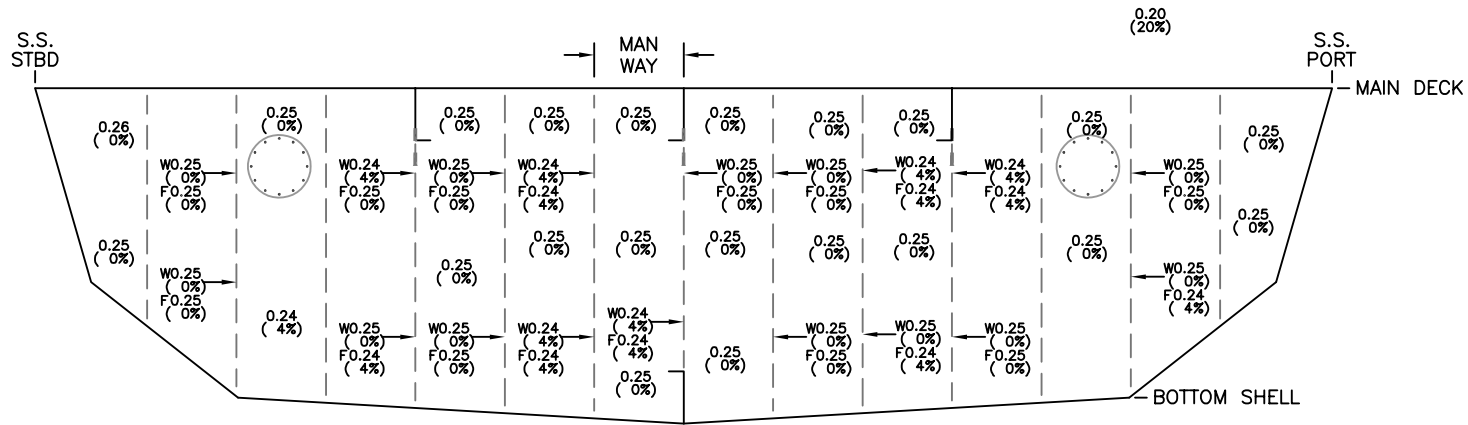 0.20
(20%)
S.S.
STBD
MAN
WAY
S.S.
PORT
MAIN DECK
0.26
( 0%)
0.25
( 0%)
0.25
( 0%)
0.25
( 0%)
0.25
( 0%)
0.25
( 0%)
0.25
( 0%)
0.25
( 0%)
0.25
( 0%)
0.25
( 0%)
W0.25
( 0%)
F0.25
( 0%)
W0.24
( 4%)
F0.25
( 0%)
W0.25
( 0%)
F0.25
( 0%)
W0.24
( 4%)
F0.24
( 4%)
W0.25
( 0%)
F0.25
( 0%)
W0.25
( 0%)
F0.25
( 0%)
W0.24
( 4%)
F0.24
( 4%)
W0.24
( 4%)
F0.24
( 4%)
W0.25
( 0%)
F0.25
( 0%)
0.25
( 0%)
0.25
( 0%)
0.25
( 0%)
0.25
( 0%)
0.25
( 0%)
0.25
( 0%)
0.25
( 0%)
0.25
( 0%)
0.25
( 0%)
W0.25
( 0%)
F0.25
( 0%)
W0.25
( 0%)
F0.24
( 4%)
0.24
( 4%)
W0.25
( 0%)
F0.24
( 4%)
W0.25
( 0%)
F0.25
( 0%)
W0.24
( 4%)
F0.24
( 4%)
W0.24
( 4%)
F0.24
( 4%)
0.25
( 0%)
0.25
( 0%)
W0.25
( 0%)
F0.25
( 0%)
W0.25
( 0%)
F0.24
( 4%)
W0.25
( 0%)
F0.25
( 0%)
BOTTOM SHELL